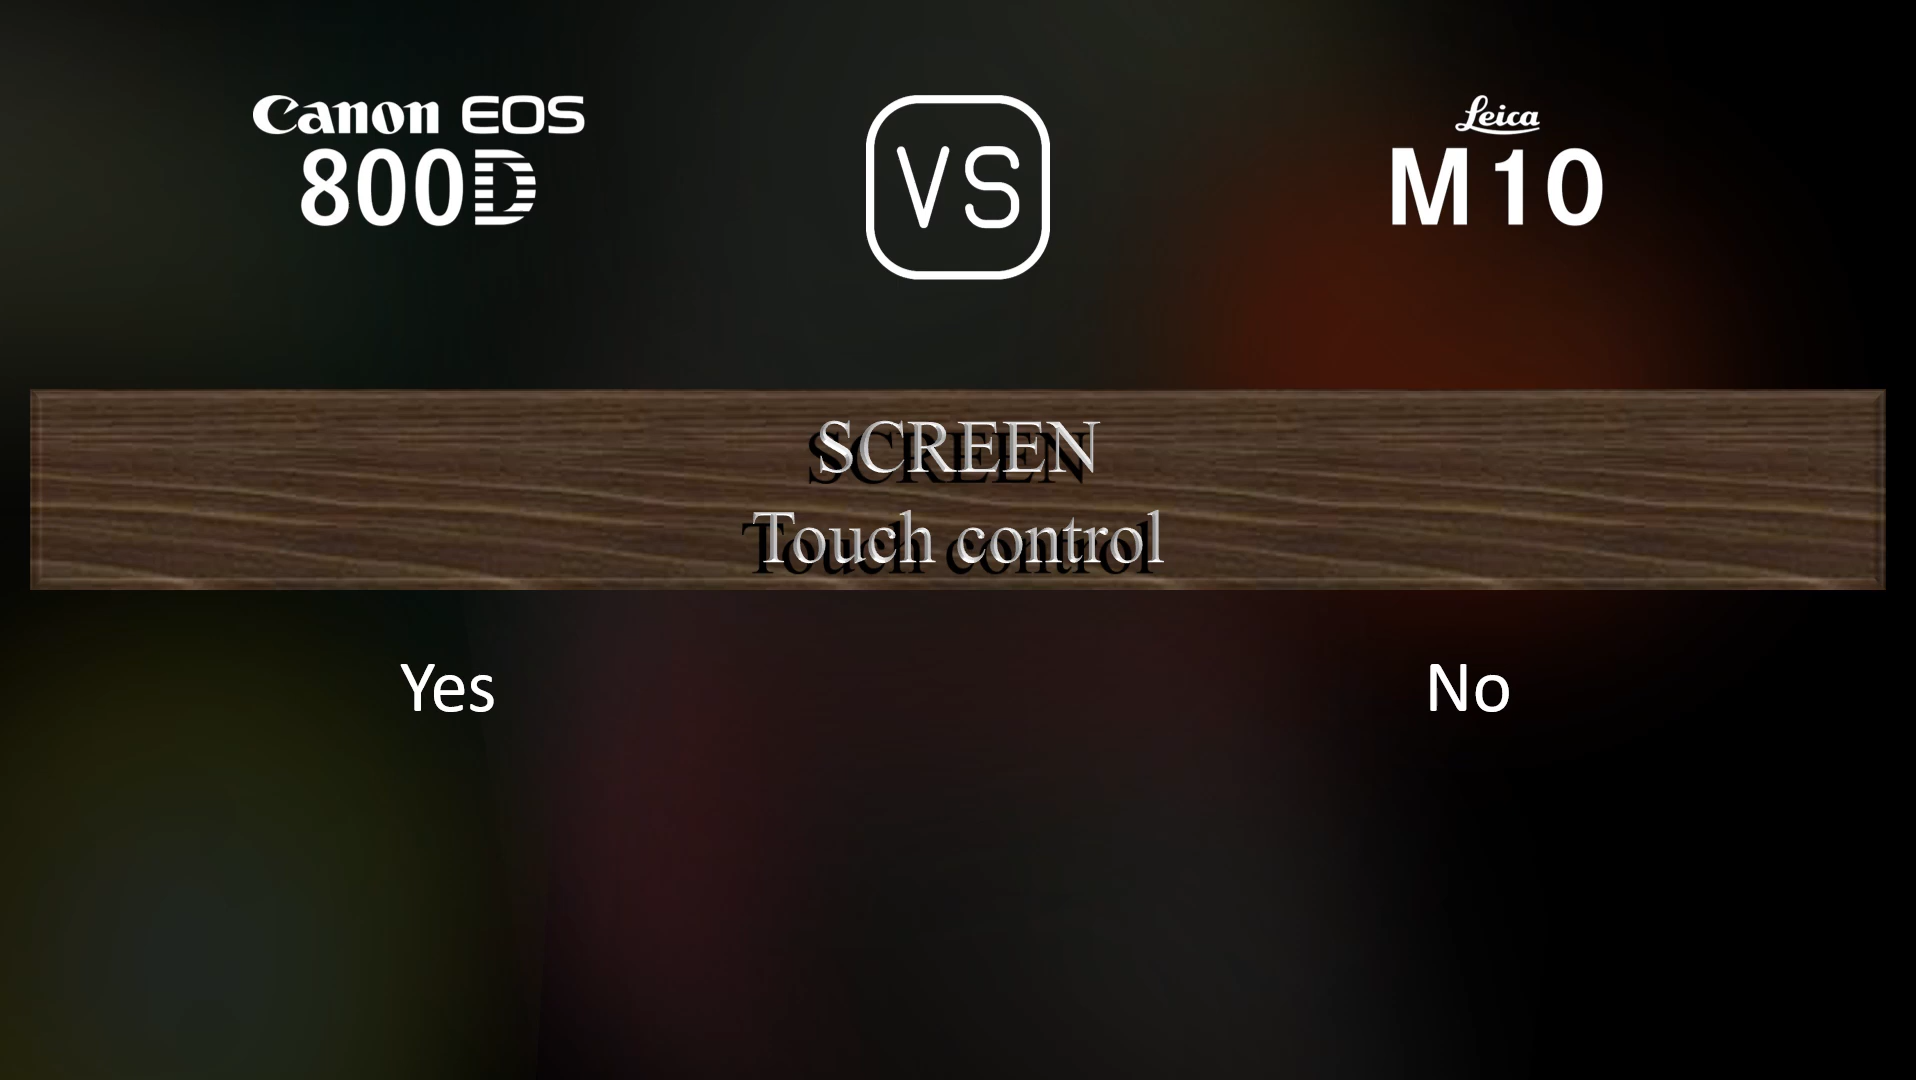 Canon EOS
800D
VS
Leica
M10
SCREEN
Touch control
Yes
No